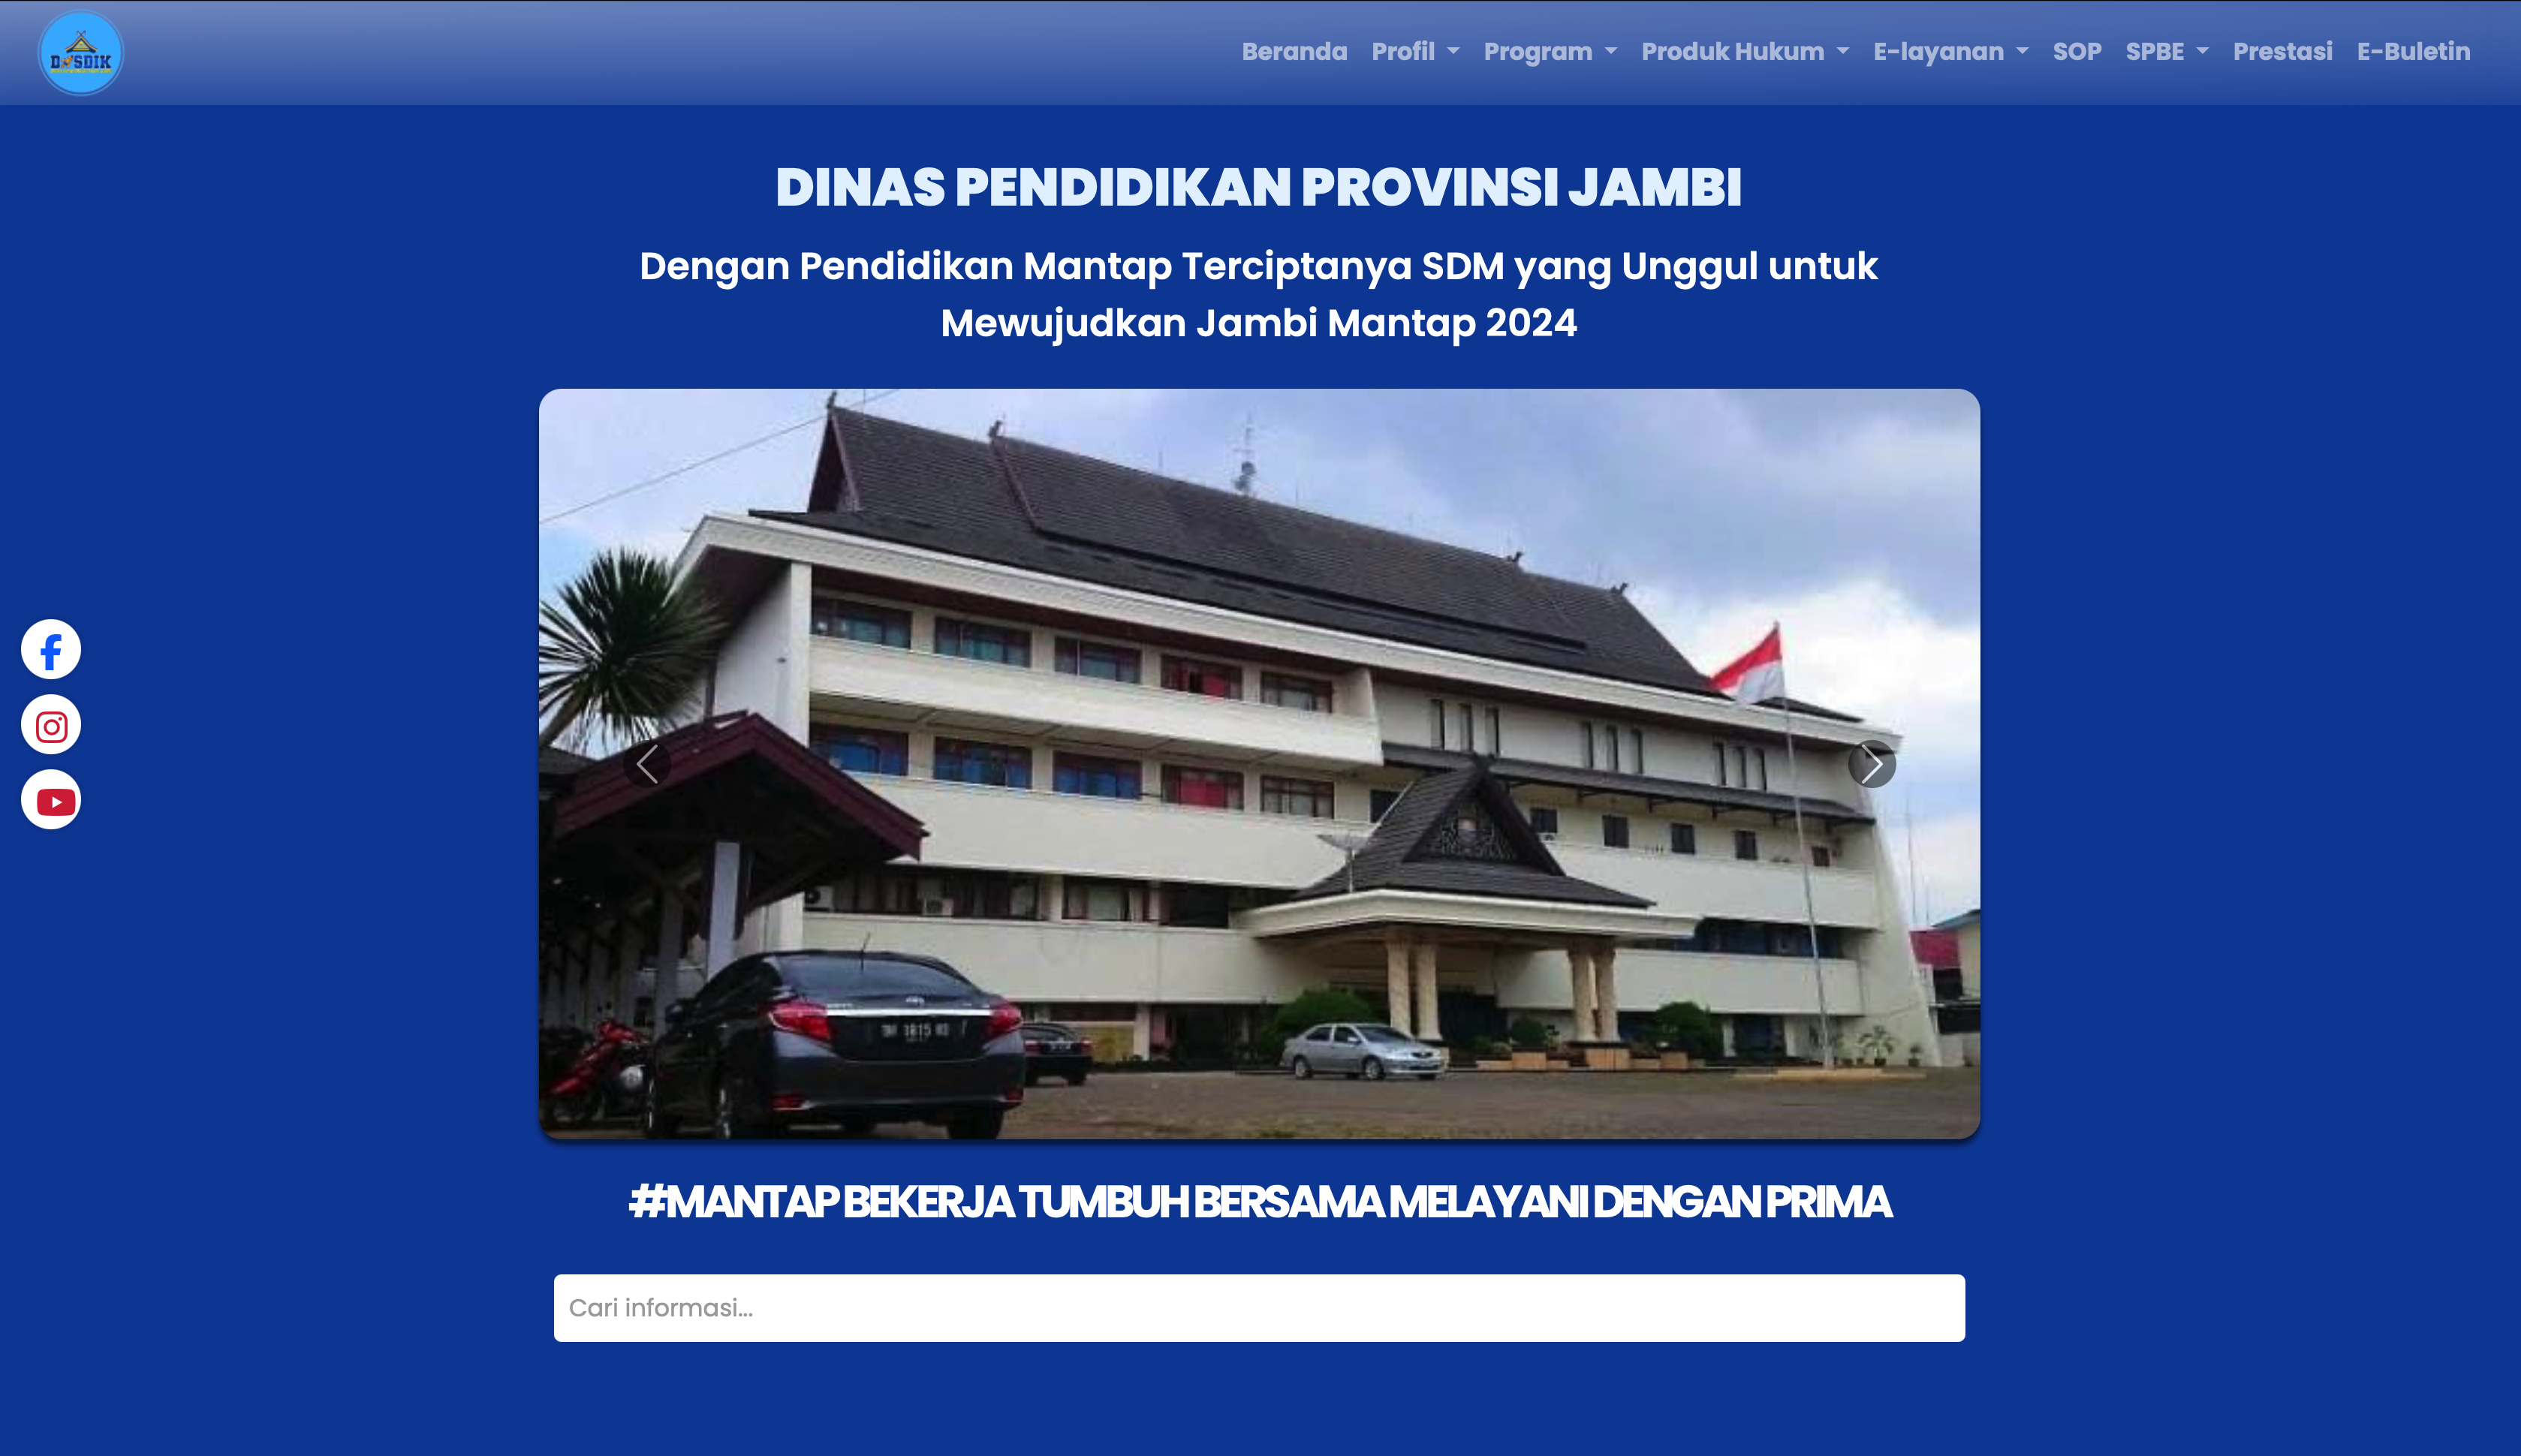 DISDIK
Beranda Profil Program Produk Hukum E-layanan SOP SPBE Prestasi E-Buletin
DINAS PENDIDIKAN PROVINSI JAMBI
Dengan Pendidikan Mantap Terciptanya SDM yang Unggul untuk
Mewujudkan Jambi Mantap 2024
#MANTAP BEKERJA TUMBUH BERSAMA MELAYANI DENGAN PRIMA
Cari informasi...